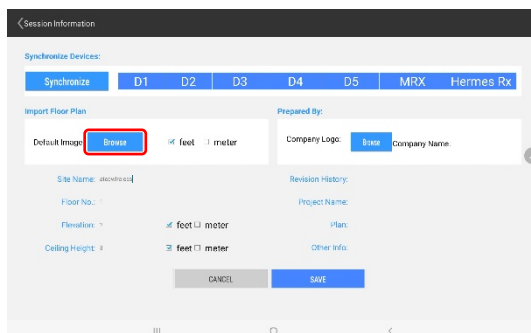 Session Information
Synchronize Devices:
Synchronize D1 D2 D3 D4 D5 MRX Hermes Rx
Import Floor Plan
Prepared By:
Default Image Browse feet meter
Company Logo: Browse Company Name.
Site Name:
Revision History:
Floor No.:
Project Name:
Elevation: feet meter
Plan:
Ceiling Height: feet meter
Other Info:
CANCEL SAVE